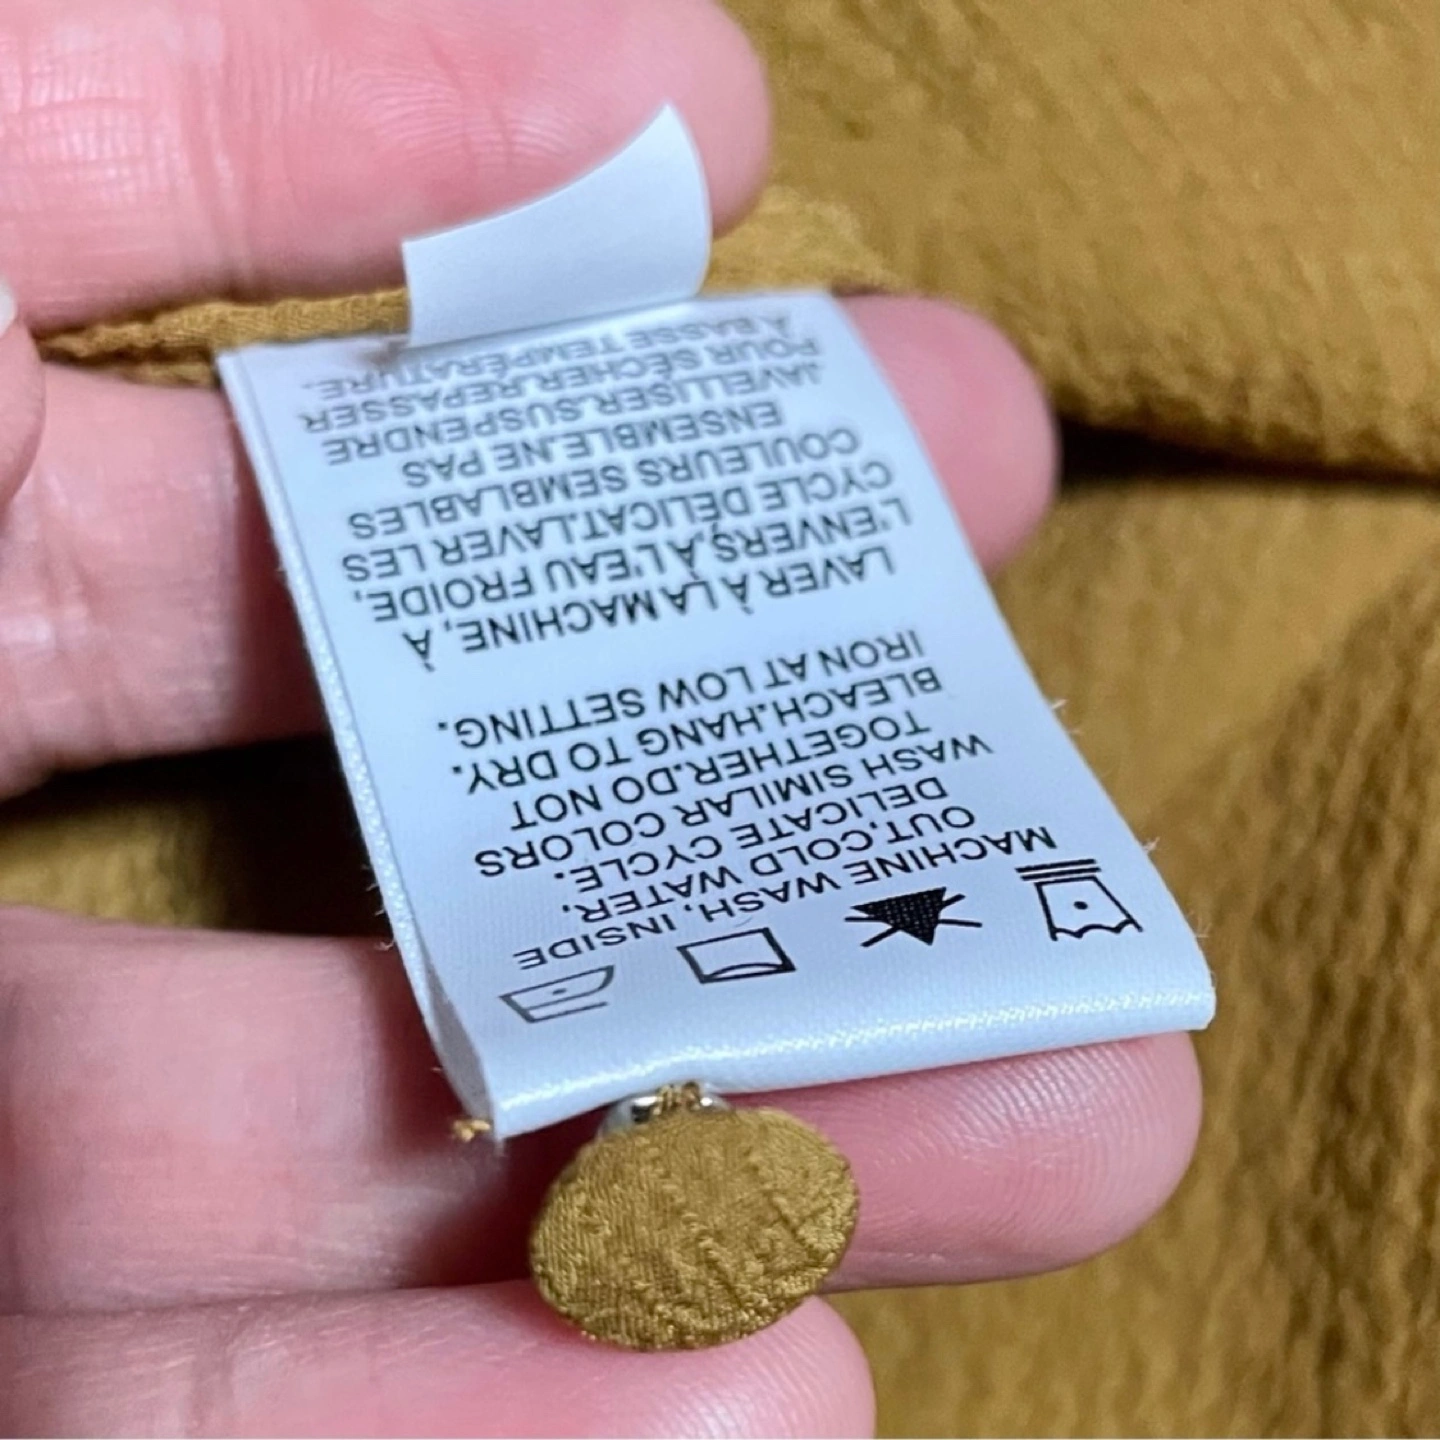 MACHINE WASH, INSIDE
OUT,COLD WATER,
DELICATE CYCLE.
WASH SIMILAR COLORS
TOGETHER.DO NOT
BLEACH.HANG TO DRY.
IRON AT LOW SETTING.
LAVER À LA MACHINE, À
L'ENVERS,À L'EAU FROIDE,
CYCLE DÉLICAT.LAVER LES
COULEURS SEMBLABLES
ENSEMBLE.NE PAS
JAVELLISER.SUSPENDRE
POUR SÉCHER.REPASSER
À BASSE TEMPÉRATURE.